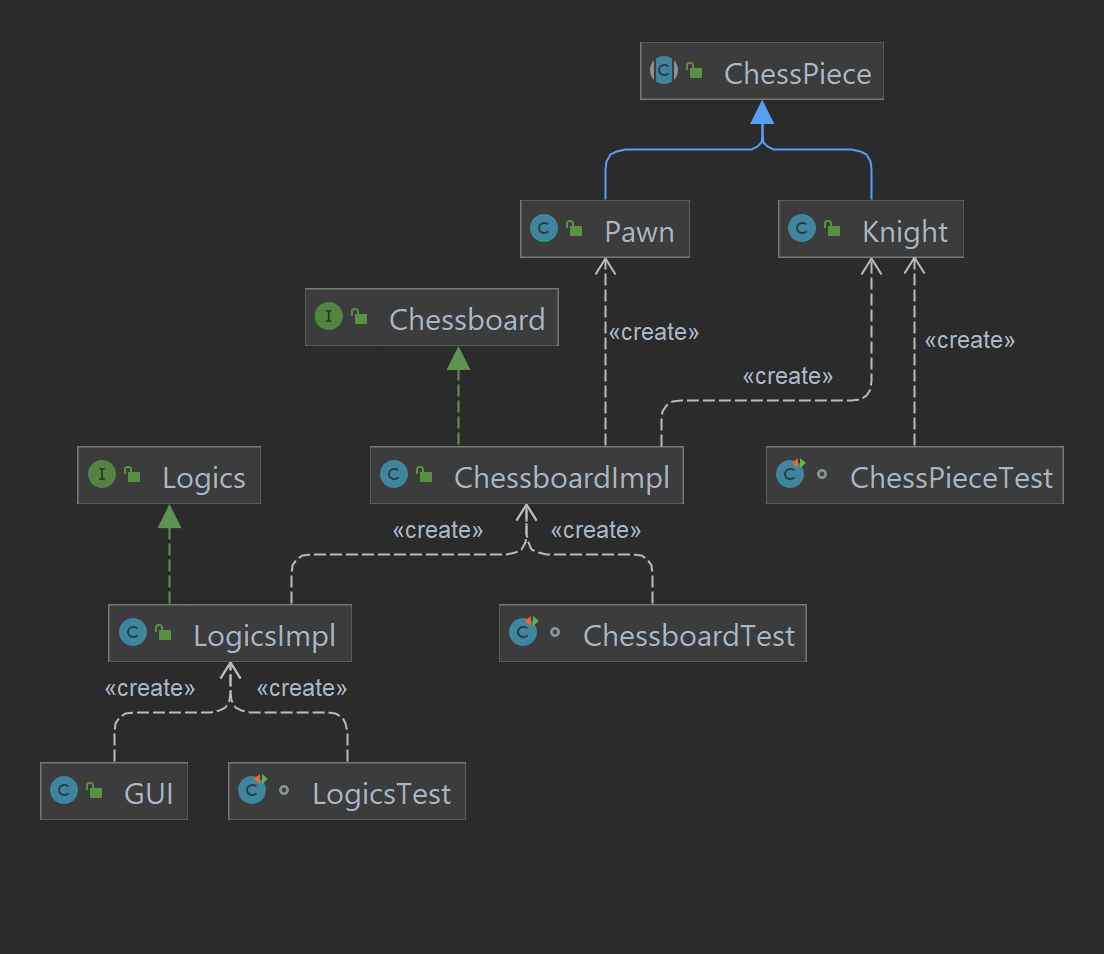 ChessPiece
Pawn
Knight
Chessboard
«create»
«create»
«create»
Logics
ChessboardImpl
ChessPieceTest
«create»
«create»
LogicsImpl
ChessboardTest
«create»
«create»
GUI
LogicsTest